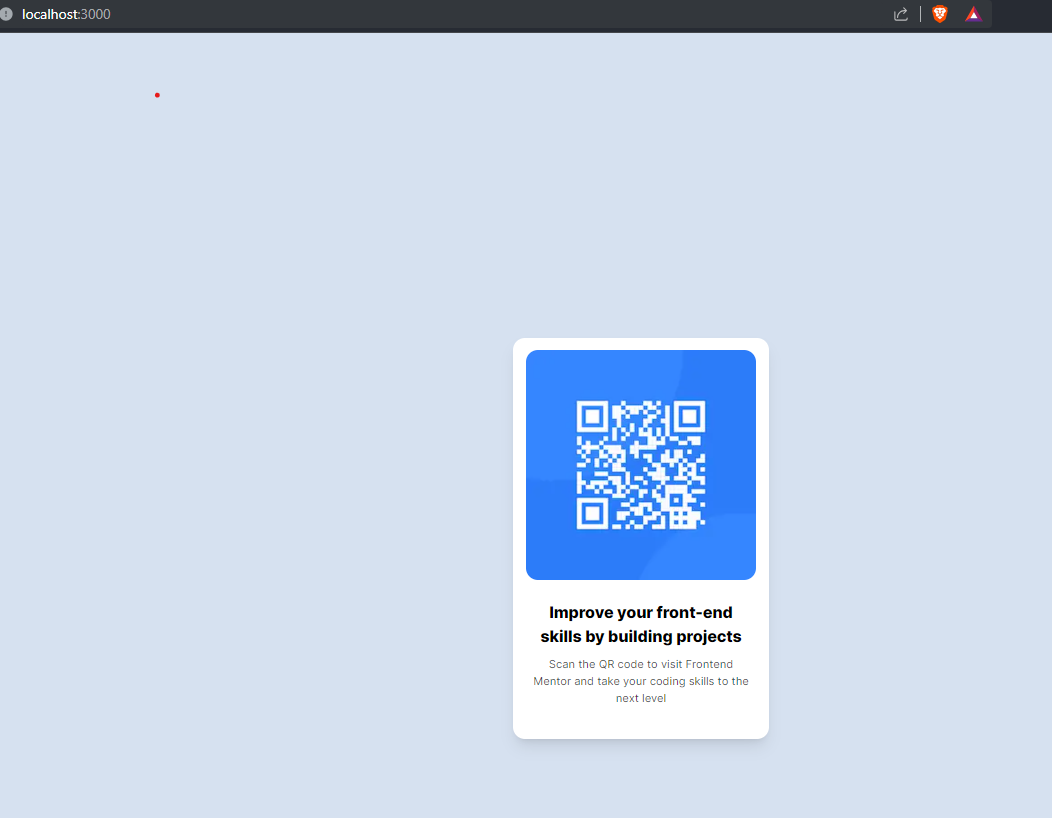 localhost:3000
Improve your front-end
skills by building projects
Scan the QR code to visit Frontend
Mentor and take your coding skills to the
next level